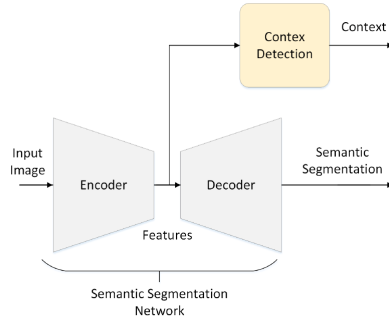 Contex
Detection
Context
Input
Image
Encoder
Decoder
Semantic
Segmentation
Features
Semantic Segmentation
Network